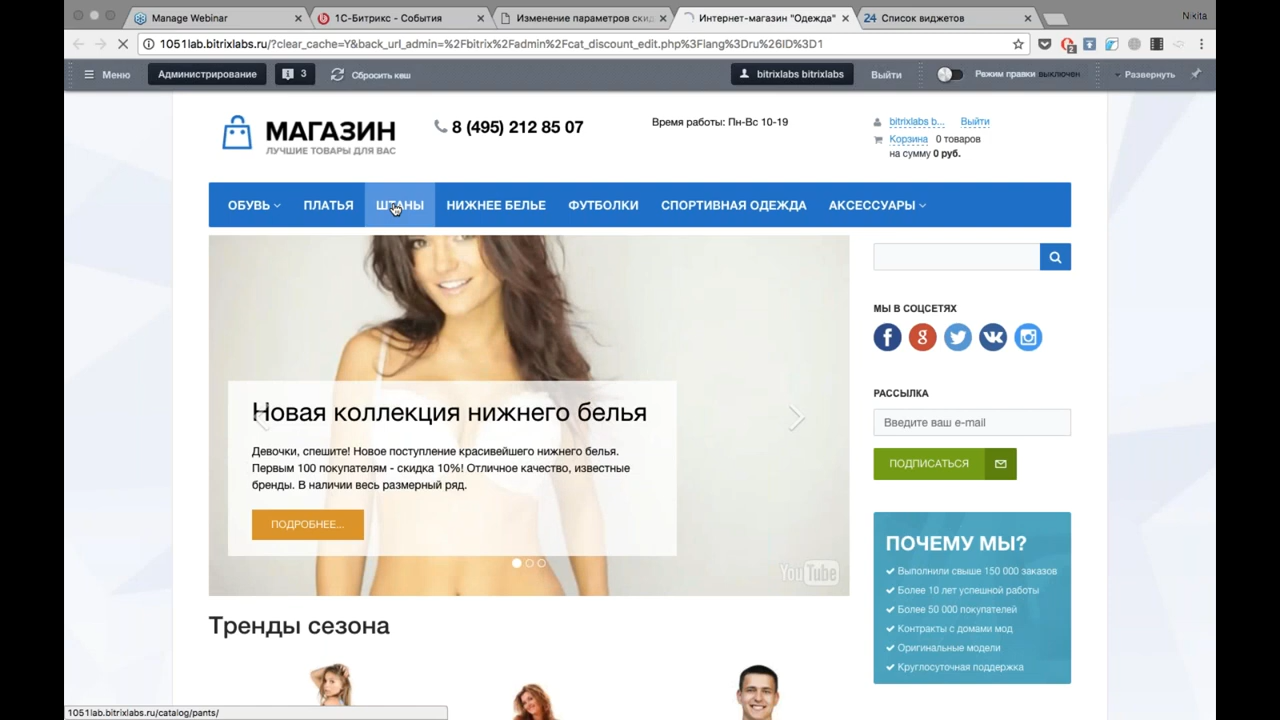 Manage Webinar
1С-Битрикс - События
Изменение параметров скид
Интернет-магазин "Одежда"
24 Список виджетов
Nikita
1051lab.bitrixlabs.ru/?clear_cache=Y&back_url_admin=%2Fbitrix%2Fadmin%2Fcat_discount_edit.php%3Flang%3Dru%26ID%3D1
2
Меню
Администрирование
3
Сбросить кеш
bitrixlabs bitrixlabs
Выйти
Режим правки выключен
Развернуть
МАГАЗИН
ЛУЧШИЕ ТОВАРЫ ДЛЯ ВАС
8 (495) 212 85 07
Время работы: Пн-Вс 10-19
bitrixlabs b... Выйти
Корзина 0 товаров
на сумму 0 руб.
ОБУВЬ ПЛАТЬЯ ШТАНЫ НИЖНЕЕ БЕЛЬЕ ФУТБОЛКИ СПОРТИВНАЯ ОДЕЖДА АКСЕССУАРЫ
Новая коллекция нижнего белья
Девочки, спешите! Новое поступление красивейшего нижнего белья.
Первым 100 покупателям - скидка 10%! Отличное качество, известные
бренды. В наличии весь размерный ряд.
ПОДРОБНЕЕ...
YouTube
МЫ В СОЦСЕТЯХ
РАССЫЛКА
Введите ваш e-mail
ПОДПИСАТЬСЯ
ПОЧЕМУ МЫ?
Выполнили свыше 150 000 заказов
Более 10 лет успешной работы
Более 50 000 покупателей
Контракты с домами мод
Оригинальные модели
Круглосуточная поддержка
Тренды сезона
1051lab.bitrixlabs.ru/catalog/pants/